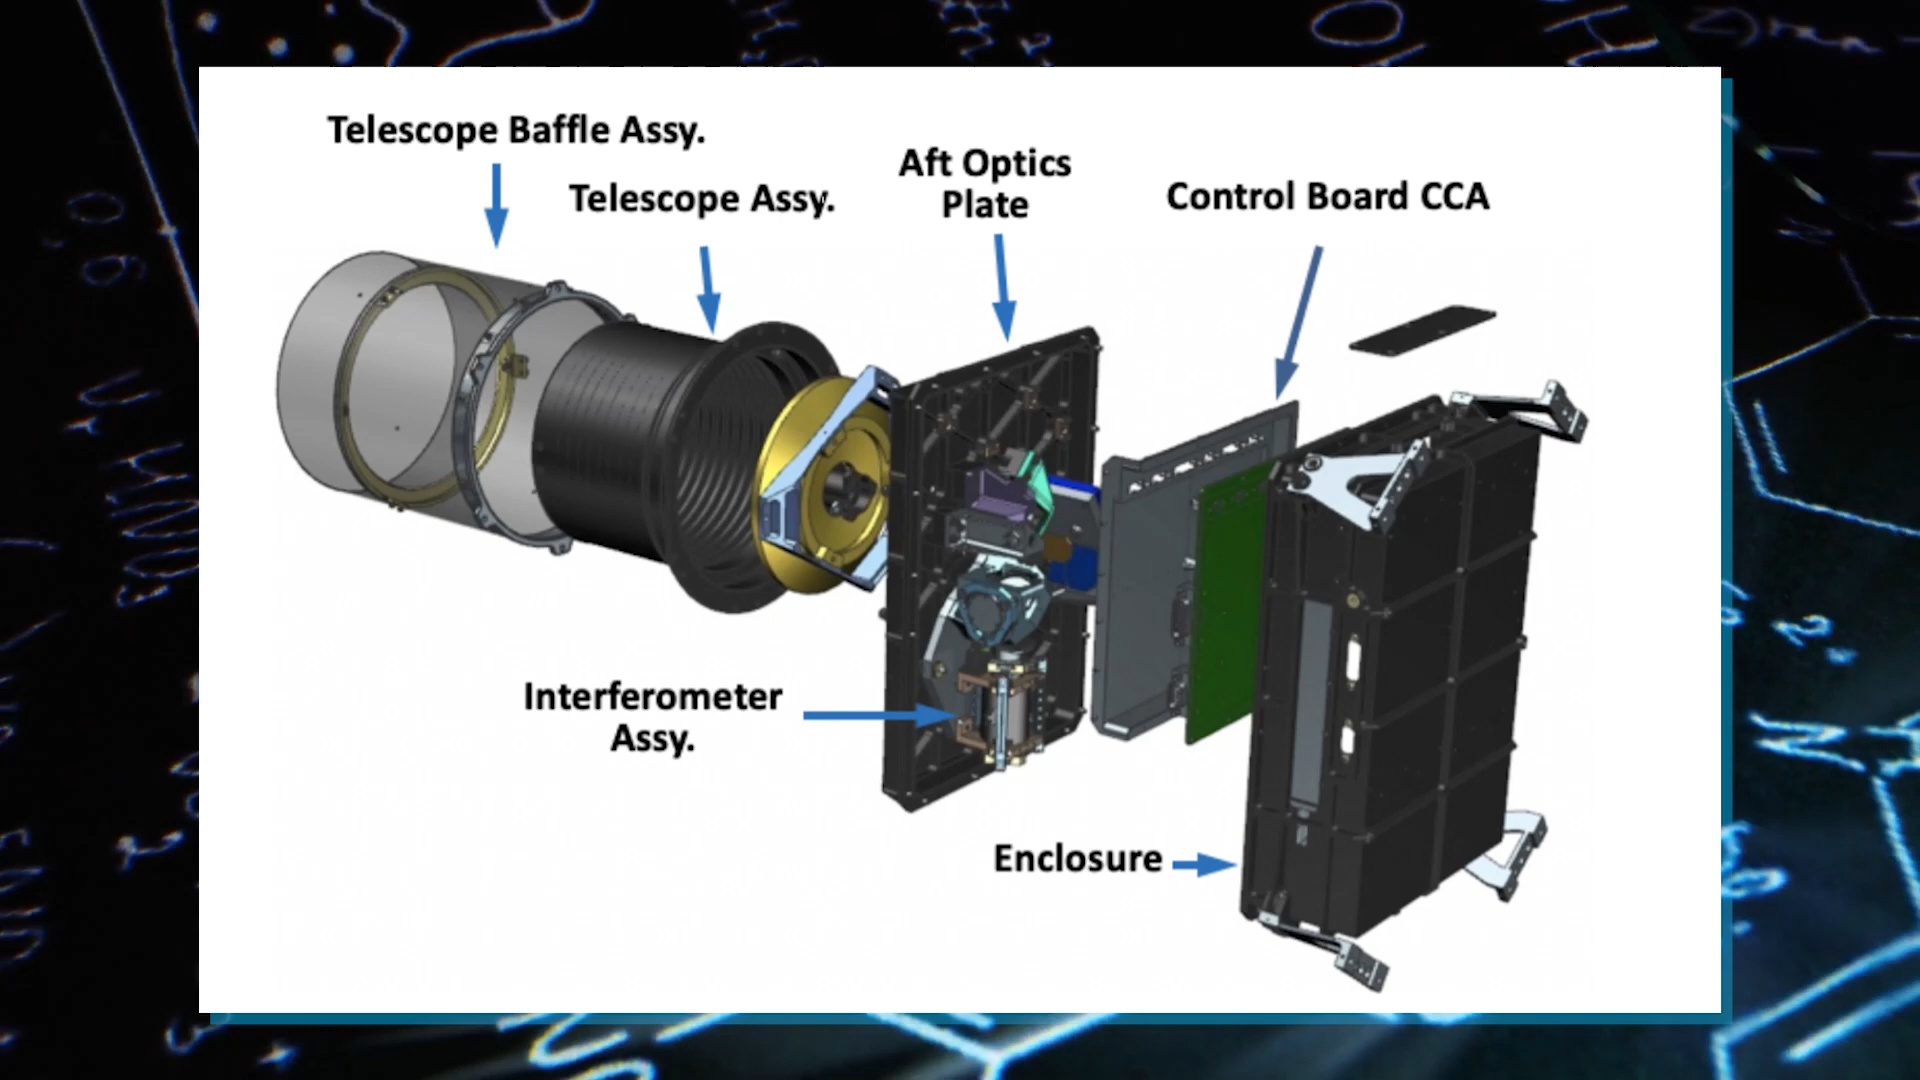 Telescope Baffle Assy.
Telescope Assy.
Aft Optics
Plate
Control Board CCA
Interferometer
Assy.
Enclosure